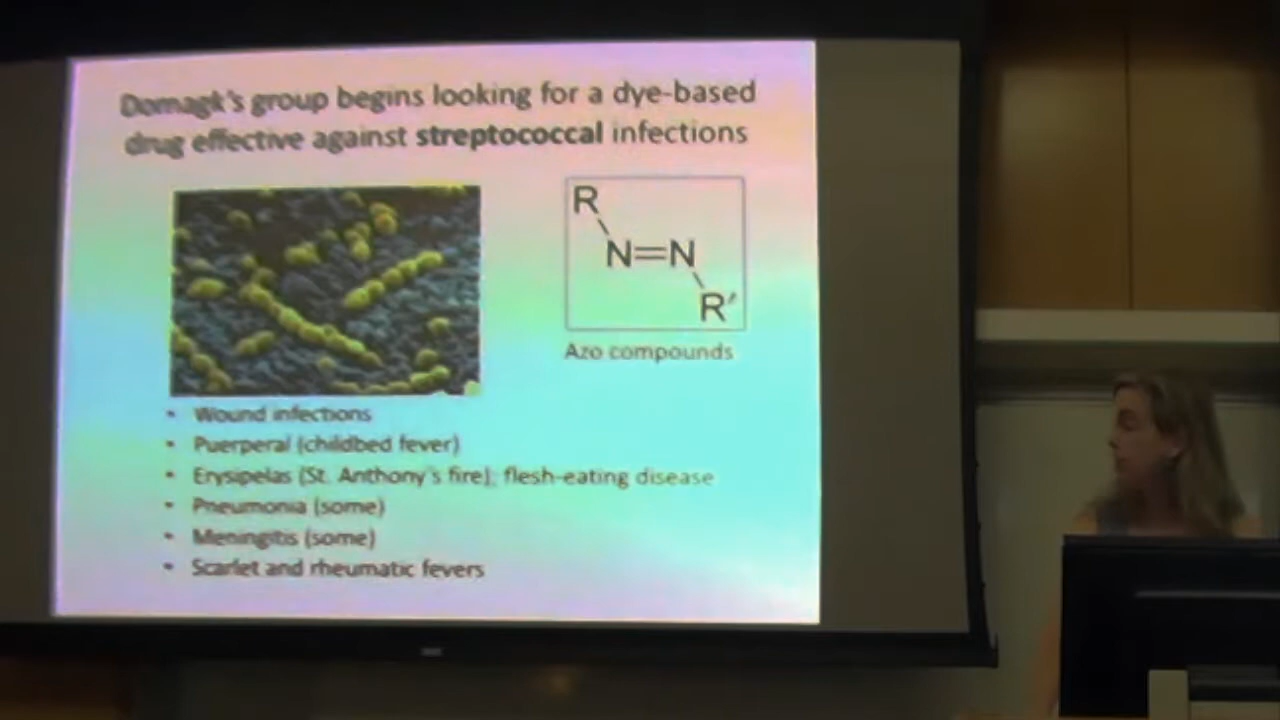 Domagk's group begins looking for a dye-based
drug effective against streptococcal infections
R
N=N
R'
Azo compounds
• Wound infections
• Puerperal (childbed fever)
• Erysipelas (St. Anthony's fire); flesh-eating disease
• Pneumonia (some)
• Meningitis (some)
• Scarlet and rheumatic fevers